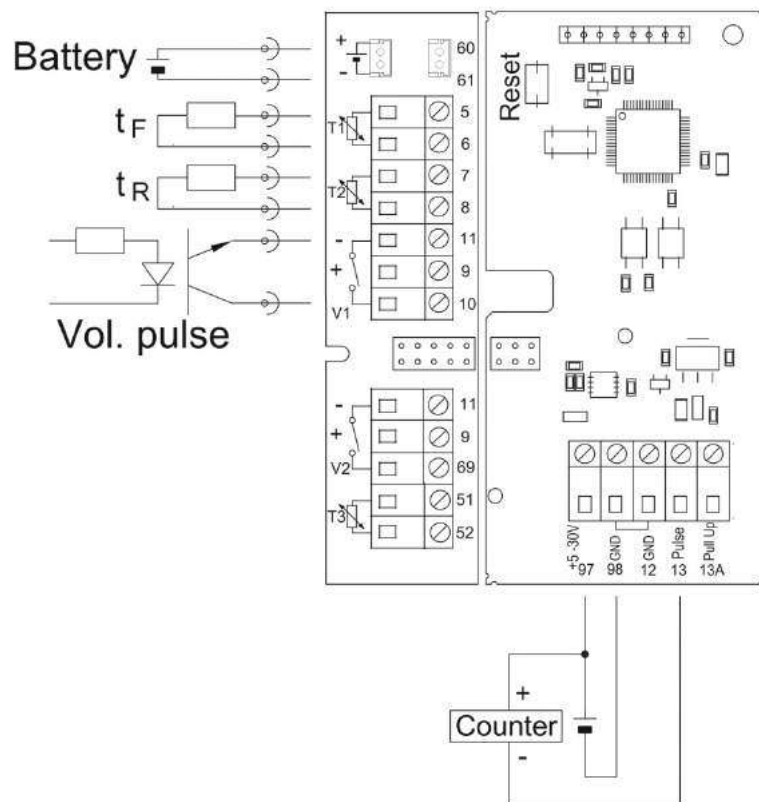 Battery
t F
t R
Vol. pulse
+
-
60
61
T1
5
6
T2
7
8
-
11
+
9
V1
10
-
11
+
9
V2
69
T3
51
52
Reset
+5-30V
GND
GND
Pulse
Pull Up
97
98
12
13
13A
+
Counter
-